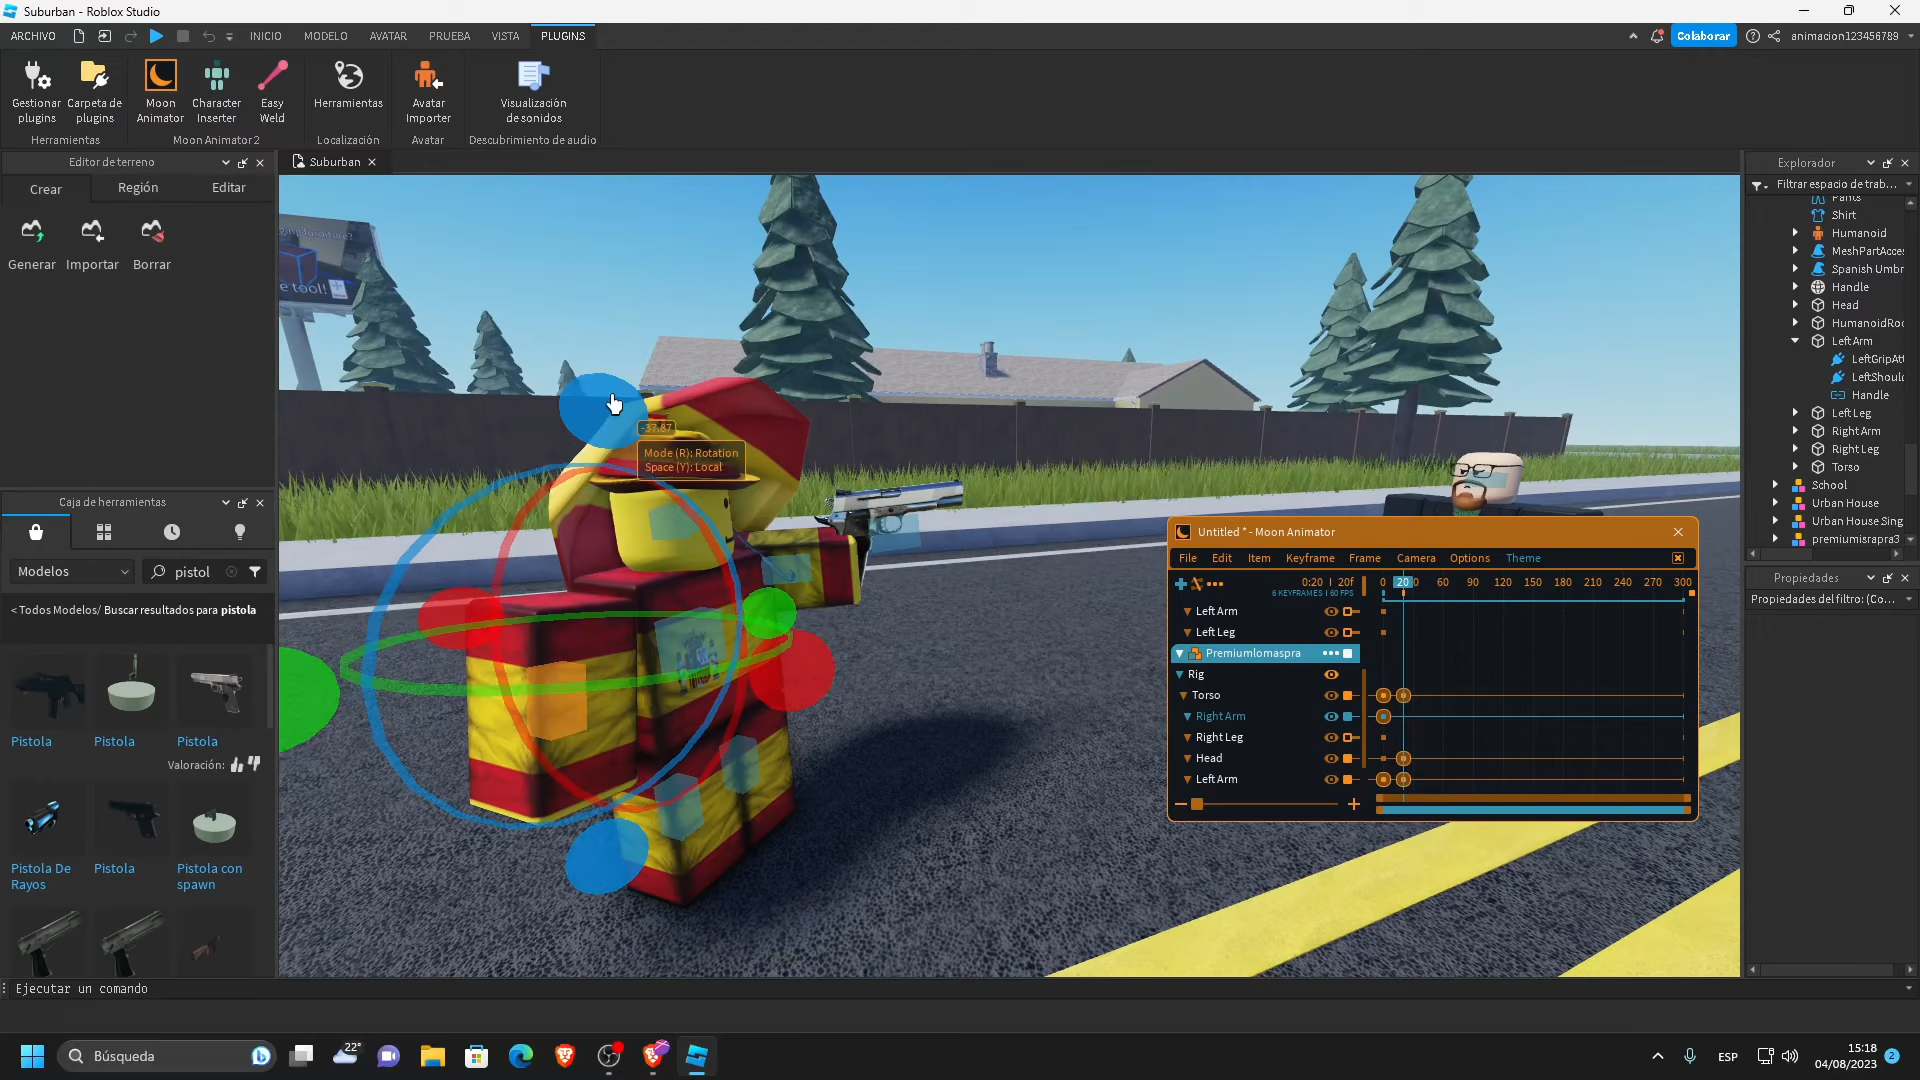 Suburban - Roblox Studio
ARCHIVO INICIO MODELO AVATAR PRUEBA VISTA PLUGINS Colaborar animacion123456789
Gestionar plugins
Carpeta de plugins
Moon Animator
Character Inserter
Easy Weld
Herramientas
Avatar Importer
Visualización de sonidos
Herramientas Moon Animator 2 Localización Avatar Descubrimiento de audio
Editor de terreno
Crear Región Editar
Generar Importar Borrar
Caja de herramientas
Modelos pistol
< Todos Modelos/ Buscar resultados para pistola
Pistola Pistola Pistola
Valoración:
Pistola De Rayos
Pistola
Pistola con spawn
Suburban
e tool!
-37.87
Mode (R): Rotation
Space (Y): Local
Untitled * - Moon Animator
File Edit Item Keyframe Frame Camera Options Theme
0:20 | 20f
6 KEYFRAMES | 60 FPS
0 20 60 90 120 150 180 210 240 270 300
Left Arm
Left Leg
Premiumlomaspra
Rig
Torso
Right Arm
Right Leg
Head
Left Arm
Explorador
Filtrar espacio de trab...
Pants
Shirt
Humanoid
MeshPartAcce
Spanish Umbr
Handle
Head
HumanoidRoo
Left Arm
LeftGripAt
LeftShoul
Handle
Left Leg
Right Arm
Right Leg
Torso
School
Urban House
Urban House Sing
premiumisrapra3
Propiedades
Propiedades del filtro: (Co...
Ejecutar un comando
Búsqueda
22°
ESP
15:18
04/08/2023
2